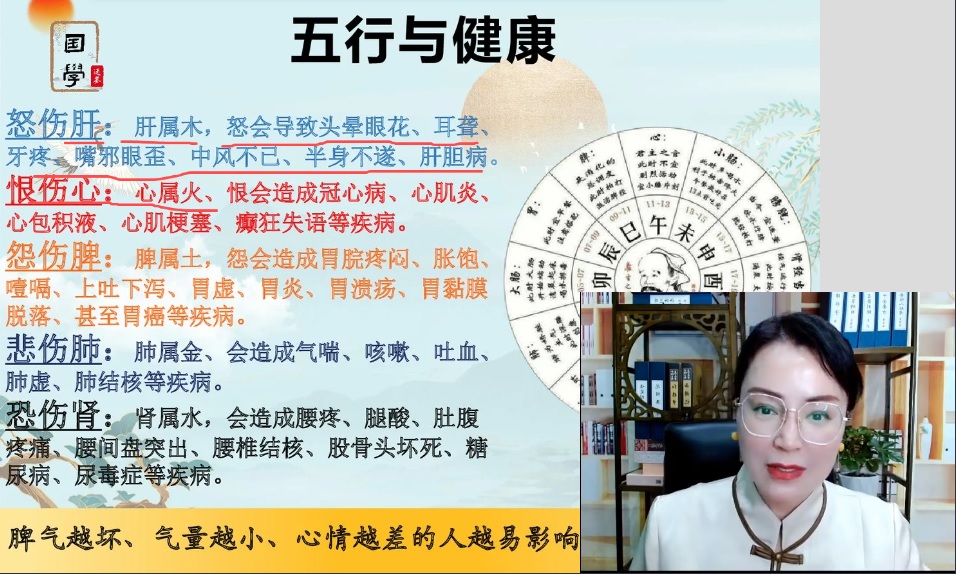 五行与健康
国
學
怒伤肝：肝属木，怒会导致头晕眼花、耳聋、
牙疼、嘴邪眼歪、中风不已、半身不遂、肝胆病。
恨伤心：心属火、恨会造成冠心病、心肌炎、
心包积液、心肌梗塞、癫狂失语等疾病。
怨伤脾：脾属土，怨会造成胃脘疼闷、胀饱、
噎嗝、上吐下泻、胃虚、胃炎、胃溃疡、胃黏膜
脱落、甚至胃癌等疾病。
悲伤肺：肺属金、会造成气喘、咳嗽、吐血、
肺虚、肺结核等疾病。
恐伤肾：肾属水，会造成腰疼、腿酸、肚腹
疼痛、腰间盘突出、腰椎结核、股骨头坏死、糖
尿病、尿毒症等疾病。
脾气越坏、气量越小、心情越差的人越易影响
心：
君主之官
此时不宜
小肠：
脾：
胃：
大肠：
膀胱：
09-11
11-13
13-15
15-17
07-09
卯
辰
巳
午
未
申
酉